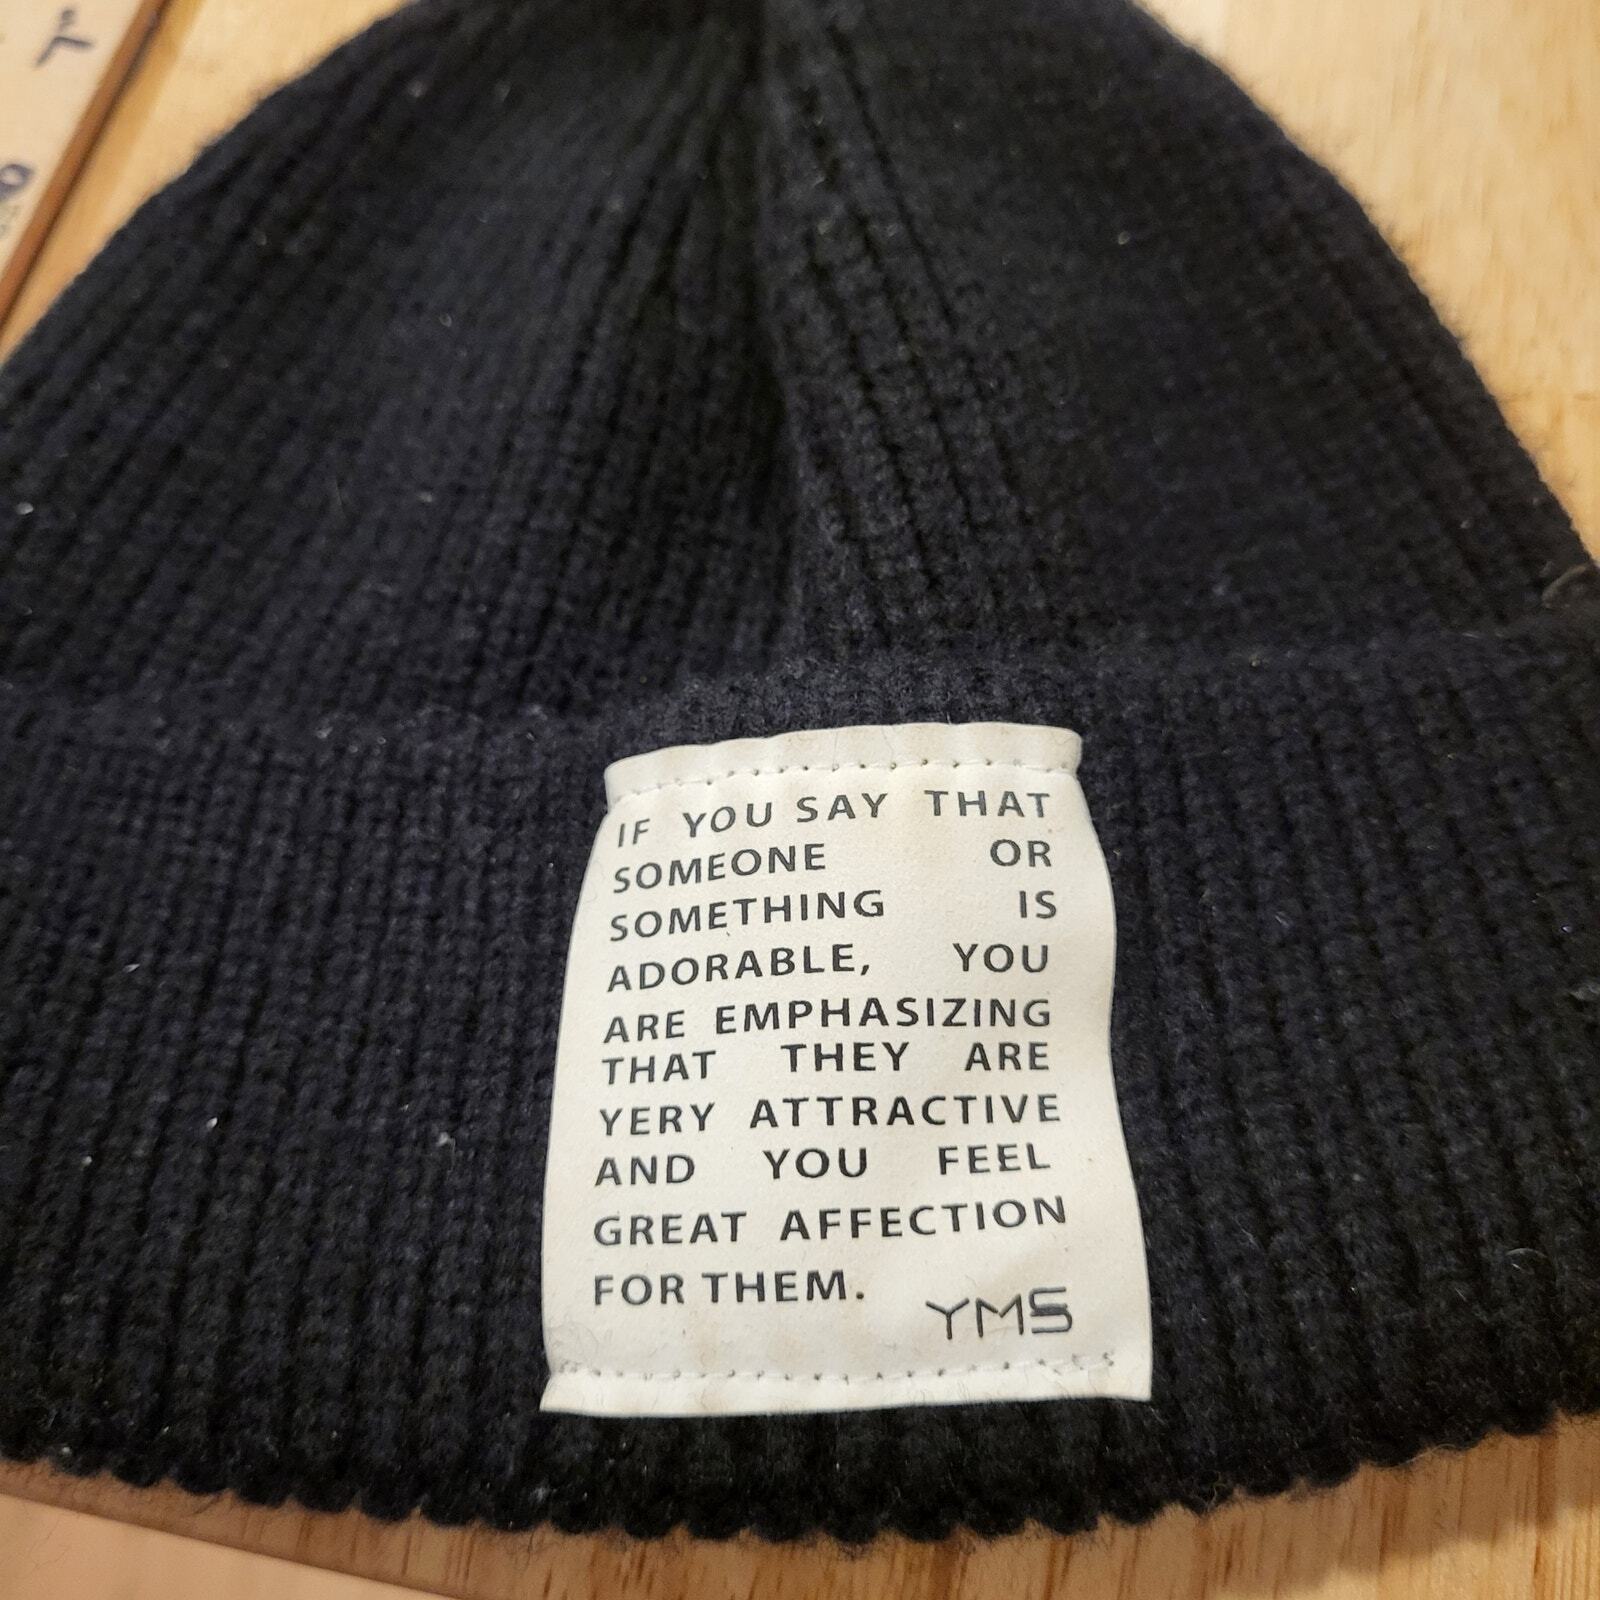 IF YOU SAY THAT
SOMEONE OR
SOMETHING IS
ADORABLE, YOU
ARE EMPHASIZING
THAT THEY ARE
YERY ATTRACTIVE
AND YOU FEEL
GREAT AFFECTION
FOR THEM.
YMS